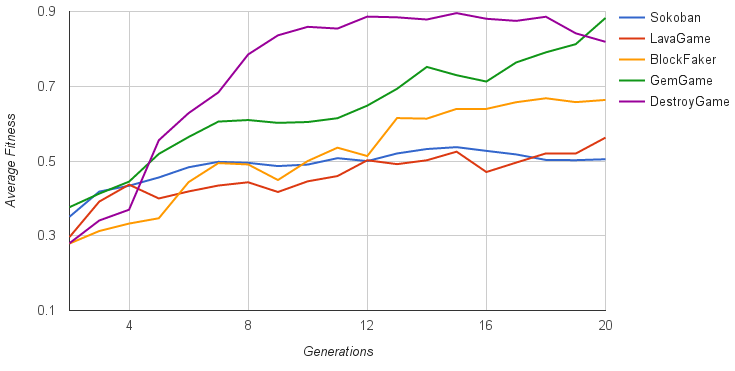 0.9
0.7
0.5
0.3
0.1
Average Fitness
4
8
12
16
20
Generations
Sokoban
LavaGame
BlockFaker
GemGame
DestroyGame